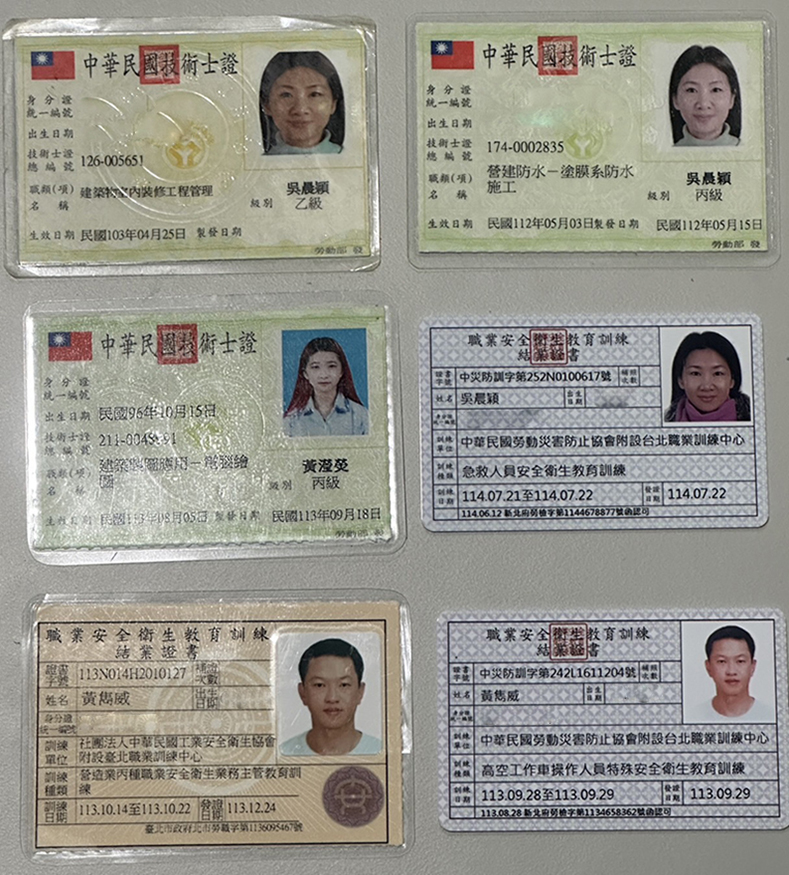 中華民國技術士證
身分證
統一編號
出生日期
技術士證
總編號 126-005651
職類(項)
名稱 建築物室內裝修工程管理
吳晨穎
級別 乙級
生效日期 民國103年04月25日 製發日期
勞動部 發
中華民國技術士證
身分證
統一編號
出生日期
技術士證
總編號 174-0002835
職類(項)
名稱 營建防水－塗膜系防水
施工
吳晨穎
級別 丙級
生效日期 民國112年05月03日 製發日期 民國112年05月15日
勞動部 發
中華民國技術士證
身分證
統一編號
出生日期 民國96年10月15日
技術士證
總編號
職類(項)
名稱 建築製圖應用－電腦繪
圖
黃瀅熒
級別 丙級
生效日期 民國113年08月05日 製發日期 民國113年09月18日
勞動部 發
職業安全衛生教育訓練
結業證書
證書字號 中災防訓字第252N0100617號 補照次數
姓名 吳晨穎 出生日期
身分證統一編號
訓練單位 中華民國勞動災害防止協會附設台北職業訓練中心
訓練種類 急救人員安全衛生教育訓練
訓練日期 114.07.21至114.07.22 發證日期 114.07.22
114.06.12 新北府勞檢字第1144678877號函認可
職業安全衛生教育訓練
結業證書
證書字號 113N014H2010127 補證次數
姓名 黃雋威 出生日期
身分證統一編號
訓練單位 社團法人中華民國工業安全衛生協會
附設臺北職業訓練中心
訓練種類 營造業丙種職業安全衛生業務主管教育訓
練
訓練日期 113.10.14至113.10.22 發證日期 113.12.24
臺北市政府北市勞職字第1136095467號
職業安全衛生教育訓練
結業證書
證書字號 中災防訓字第242L1611204號 補照次數
姓名 黃雋威 出生日期
身分證統一編號
訓練單位 中華民國勞動災害防止協會附設台北職業訓練中心
訓練種類 高空工作車操作人員特殊安全衛生教育訓練
訓練日期 113.09.28至113.09.29 發證日期 113.09.29
113.08.28 新北府勞檢字第1134658362號函認可